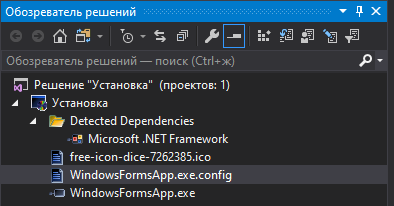 Обозреватель решений
Обозреватель решений — поиск (Ctrl+ж)
Решение "Установка" (проектов: 1)
Установка
Detected Dependencies
Microsoft .NET Framework
free-icon-dice-7262385.ico
WindowsFormsApp.exe.config
WindowsFormsApp.exe